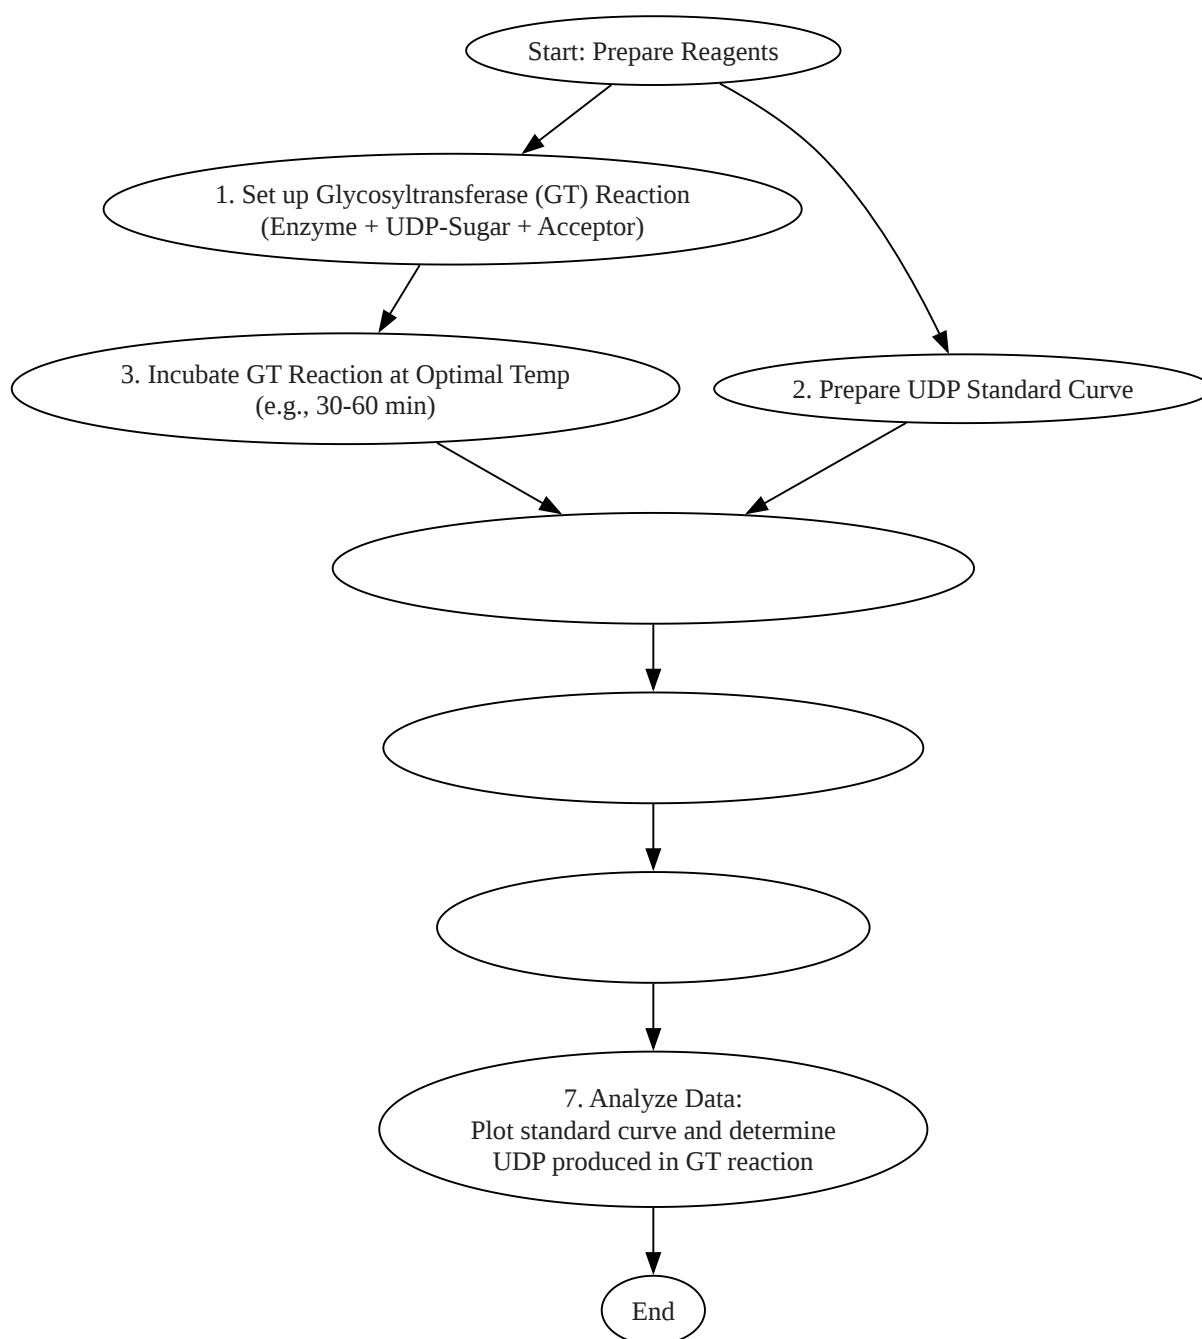 Start: Prepare Reagents
1. Set up Glycosyltransferase (GT) Reaction
(Enzyme + UDP-Sugar + Acceptor)
3. Incubate GT Reaction at Optimal Temp
(e.g., 30-60 min)
2. Prepare UDP Standard Curve
7. Analyze Data:
Plot standard curve and determine
UDP produced in GT reaction
End